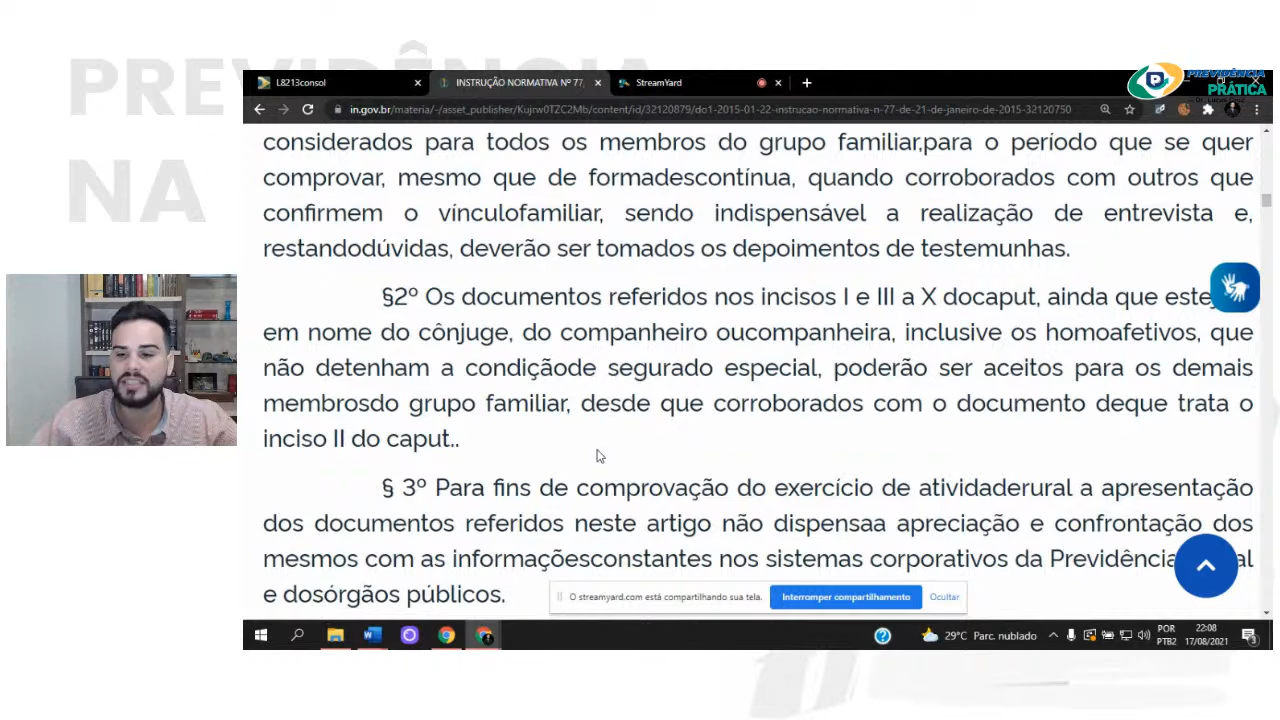 PREVIDÊNCIA
NA
PREVIDÊNCIA
PRÁTICA
L8213consol
INSTRUÇÃO NORMATIVA Nº 77,
StreamYard
in.gov.br/materia/-/asset_publisher/Kujrw0TZC2Mb/content/id/32120879/do1-2015-01-22-instrucao-normativa-n-77-de-21-de-janeiro-de-2015-32120750
considerados para todos os membros do grupo familiar,para o período que se quer
comprovar, mesmo que de formadescontínua, quando corroborados com outros que
confirmem o vínculofamiliar, sendo indispensável a realização de entrevista e,
restandodúvidas, deverão ser tomados os depoimentos de testemunhas.
§2º Os documentos referidos nos incisos I e III a X docaput, ainda que
em nome do cônjuge, do companheiro oucompanheira, inclusive os homoafetivos, que
não detenham a condiçãode segurado especial, poderão ser aceitos para os demais
membrosdo grupo familiar, desde que corroborados com o documento deque trata o
inciso II do caput..
§ 3º Para fins de comprovação do exercício de atividaderural a apresentação
dos documentos referidos neste artigo não dispensaa apreciação e confrontação dos
mesmos com as informaçõesconstantes nos sistemas corporativos da
e dosórgãos públicos.
O streamyard.com está compartilhando sua tela.
Interromper compartilhamento
Ocultar
29°C Parc. nublado
POR
PTB2
22:08
17/08/2021
3